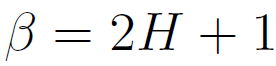 β = 2H + 1